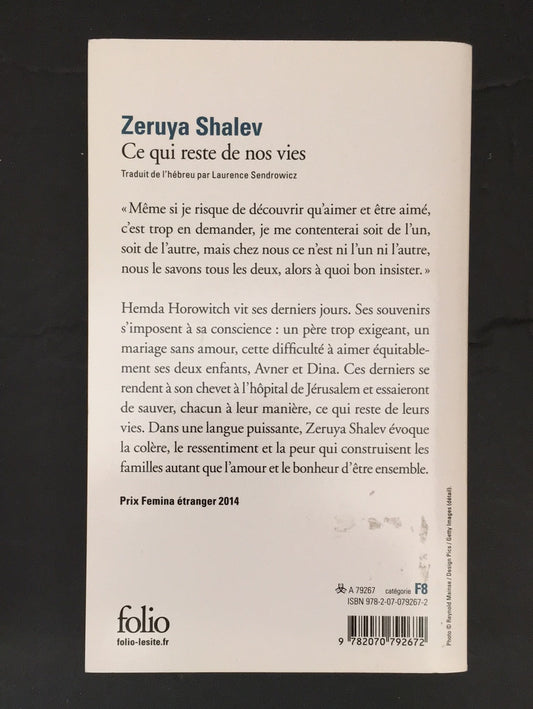 Zeruya Shalev
Ce qui reste de nos vies
Traduit de l'hébreu par Laurence Sendrowicz
« Même si je risque de découvrir qu'aimer et être aimé,
c'est trop en demander, je me contenterai soit de l'un,
soit de l'autre, mais chez nous ce n'est ni l'un ni l'autre,
nous le savons tous les deux, alors à quoi bon insister. »
Hemda Horowitch vit ses derniers jours. Ses souvenirs
s'imposent à sa conscience : un père trop exigeant, un
mariage sans amour, cette difficulté à aimer équitable-
ment ses deux enfants, Avner et Dina. Ces derniers se
rendent à son chevet à l'hôpital de Jérusalem et essaieront
de sauver, chacun à leur manière, ce qui reste de leurs
vies. Dans une langue puissante, Zeruya Shalev évoque
la colère, le ressentiment et la peur qui construisent les
familles autant que l'amour et le bonheur d'être ensemble.
Prix Femina étranger 2014
A 79267 catégorie F8
ISBN 978-2-07-079267-2
9 782070 792672
folio
folio-lesite.fr
Photo © Reynold Mainse / Design Pics / Getty Images (détail).